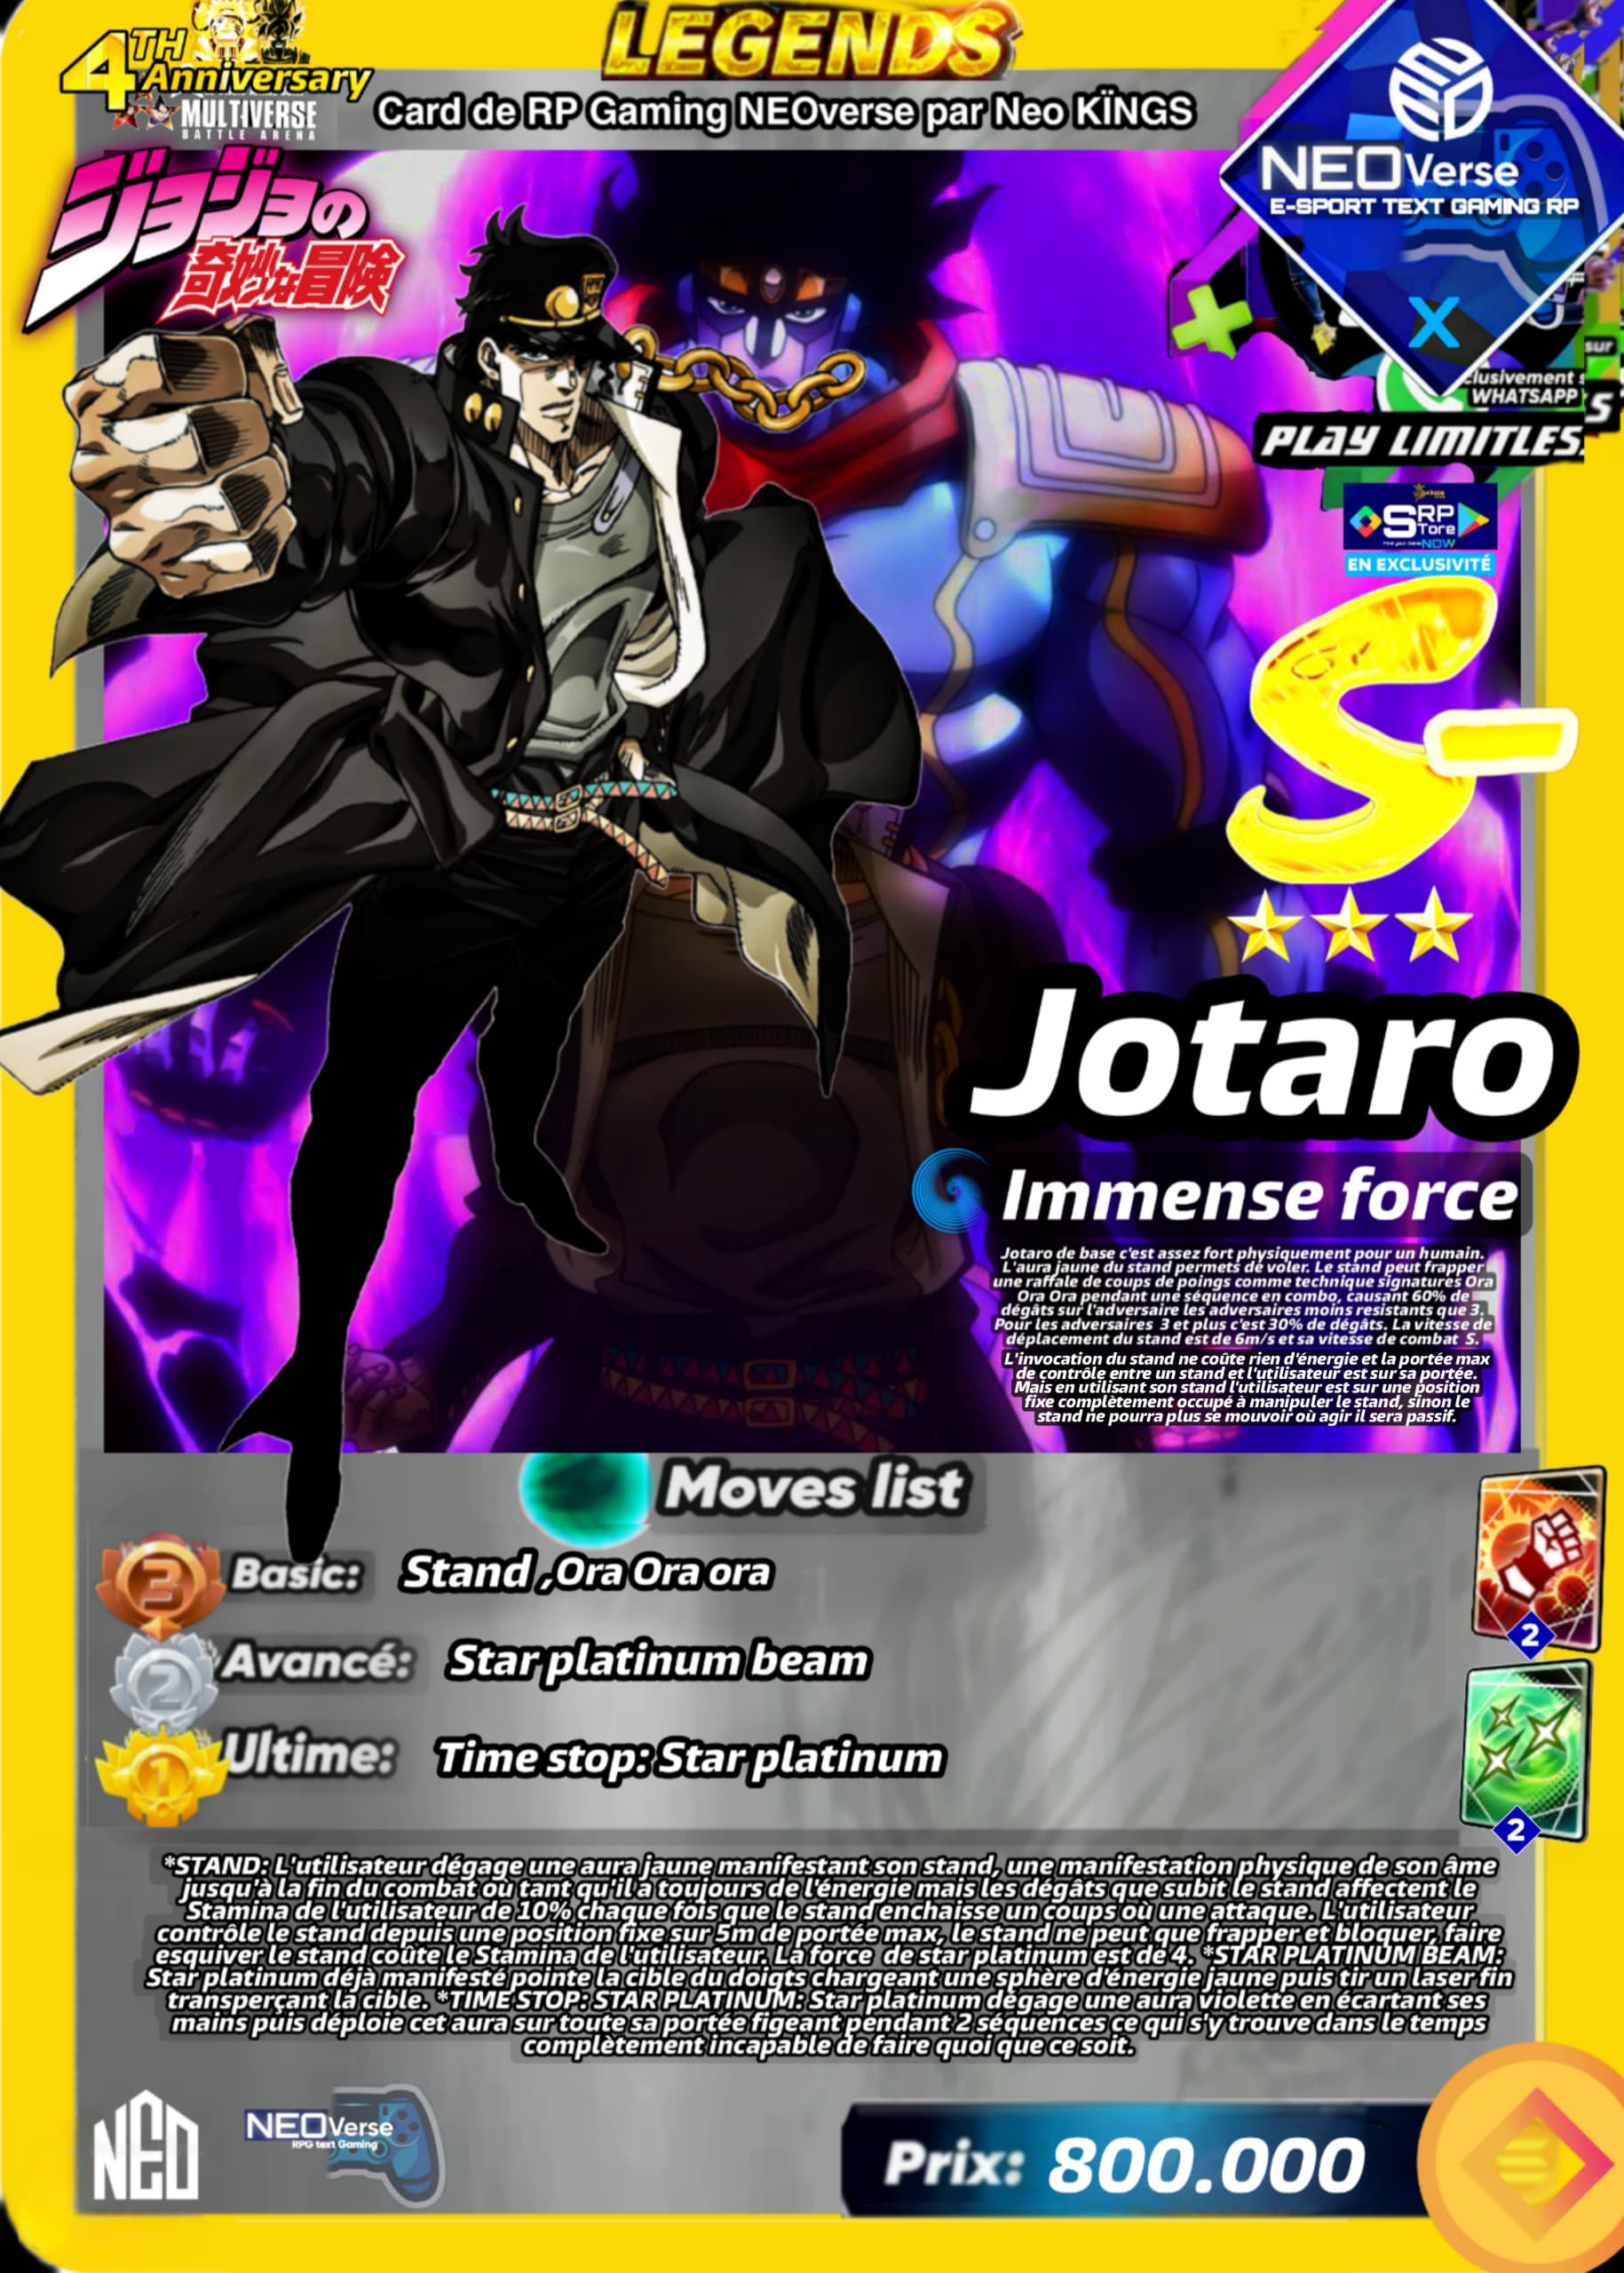 4TH
Anniversary
MULTIVERSE
BATTLE ARENA
LEGENDS
Card de RP Gaming NEOverse par Neo KÏNGS
ジョジョの
奇妙な冒険
NEOVerse
E-SPORT TEXT GAMING RP
X
sur
clusivement s
WHATSAPP
S
PLAY LIMITLES
SRP
Tore
NOW
EN EXCLUSIVITÉ
S-
Jotaro
Immense force
Jotaro de base c'est assez fort physiquement pour un humain.
L'aura jaune du stand permets de voler. Le stand peut frapper
une raffale de coups de poings comme technique signatures Ora
Ora Ora pendant une séquence en combo, causant 60% de
dégâts sur l'adversaire les adversaires moins resistants que 3.
Pour les adversaires 3 et plus c'est 30% de dégâts. La vitesse de
déplacement du stand est de 6m/s et sa vitesse de combat S.
L'invocation du stand ne coûte rien d'énergie et la portée max
de contrôle entre un stand et l'utilisateur est sur sa portée.
Mais en utilisant son stand l'utilisateur est sur une position
fixe complètement occupé à manipuler le stand, sinon le
stand ne pourra plus se mouvoir où agir il sera passif.
Moves list
3 Basic: Stand ,Ora Ora ora
2 Avancé: Star platinum beam
1 Ultime: Time stop: Star platinum
2
2
*STAND: L'utilisateur dégage une aura jaune manifestant son stand, une manifestation physique de son âme
jusqu'à la fin du combat où tant qu'il a toujours de l'énergie mais les dégâts que subit le stand affectent le
Stamina de l'utilisateur de 10% chaque fois que le stand enchaisse un coups où une attaque. L'utilisateur
contrôle le stand depuis une position fixe sur 5m de portée max, le stand ne peut que frapper et bloquer, faire
esquiver le stand coûte le Stamina de l'utilisateur. La force de star platinum est de 4. *STAR PLATINUM BEAM:
Star platinum déjà manifesté pointe la cible du doigts chargeant une sphère d'énergie jaune puis tir un laser fin
transperçant la cible. *TIME STOP: STAR PLATINUM: Star platinum dégage une aura violette en écartant ses
mains puis déploie cet aura sur toute sa portée figeant pendant 2 séquences ce qui s'y trouve dans le temps
complètement incapable de faire quoi que ce soit.
NEO
NEOVerse
RPG text Gaming
Prix: 800.000